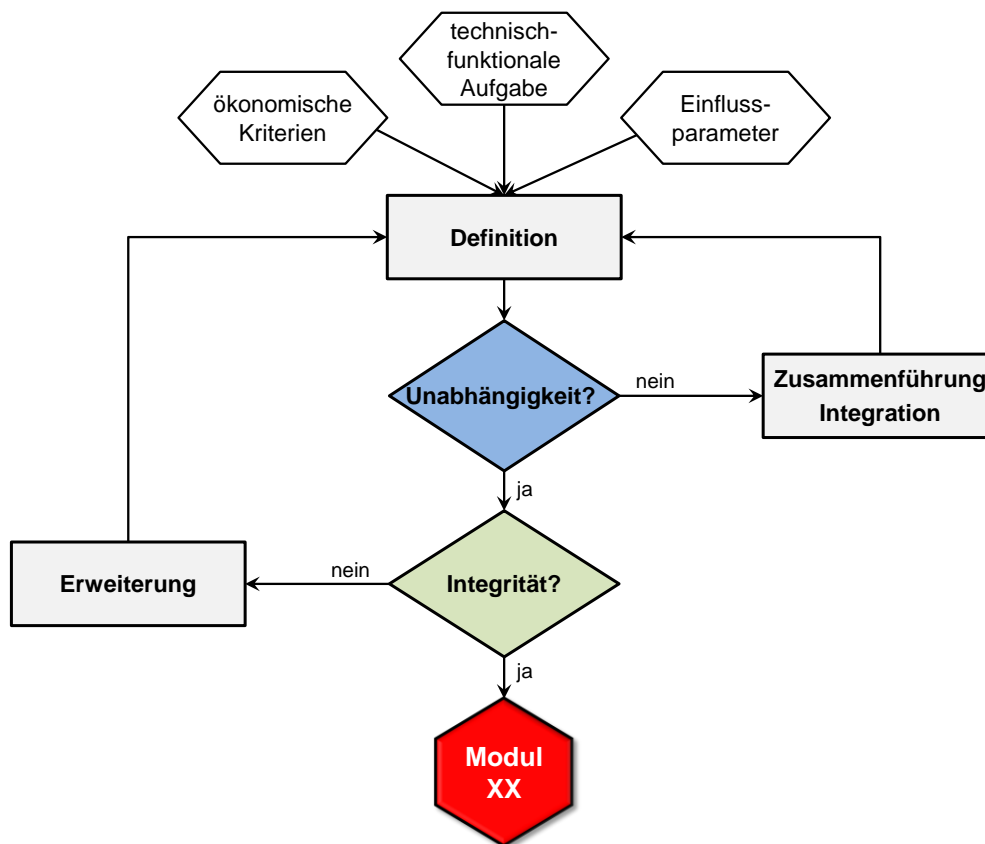 technisch-
funktionale
Aufgabe
ökonomische
Kriterien
Einfluss-
parameter
Definition
Unabhängigkeit?
nein
Zusammenführung
Integration
ja
Integrität?
nein
Erweiterung
ja
Modul
XX